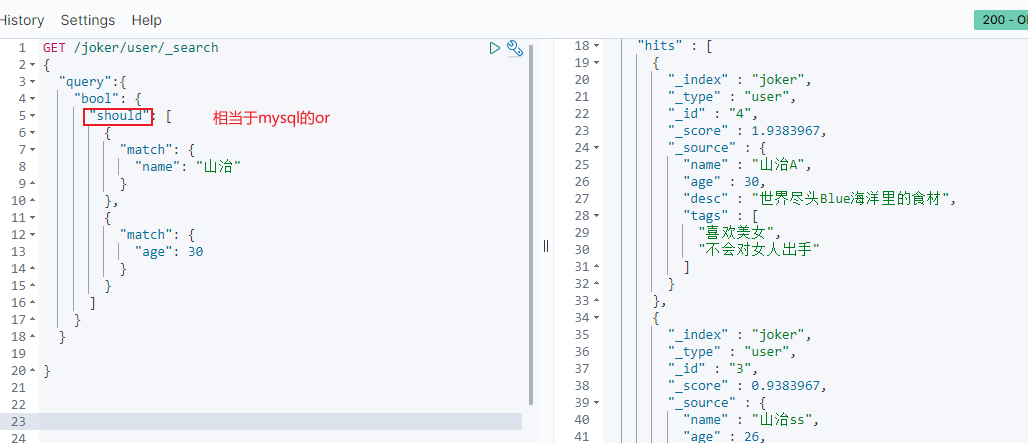 History Settings Help
200 - O
1 GET /joker/user/_search
2 {
3 "query":{
4 "bool": {
5 "should": [ 相当于mysql的or
6 {
7 "match": {
8 "name": "山治"
9 }
10 },
11 {
12 "match": {
13 "age": 30
14 }
15 }
16 ]
17 }
18 }
19
20 }
21
22
23
24
18 "hits" : [
19 {
20 "_index" : "joker",
21 "_type" : "user",
22 "_id" : "4",
23 "_score" : 1.9383967,
24 "_source" : {
25 "name" : "山治A",
26 "age" : 30,
27 "desc" : "世界尽头Blue海洋里的食材",
28 "tags" : [
29 "喜欢美女",
30 "不会对女人出手"
31 ]
32 }
33 },
34 {
35 "_index" : "joker",
36 "_type" : "user",
37 "_id" : "3",
38 "_score" : 0.9383967,
39 "_source" : {
40 "name" : "山治ss",
41 "age" : 26,